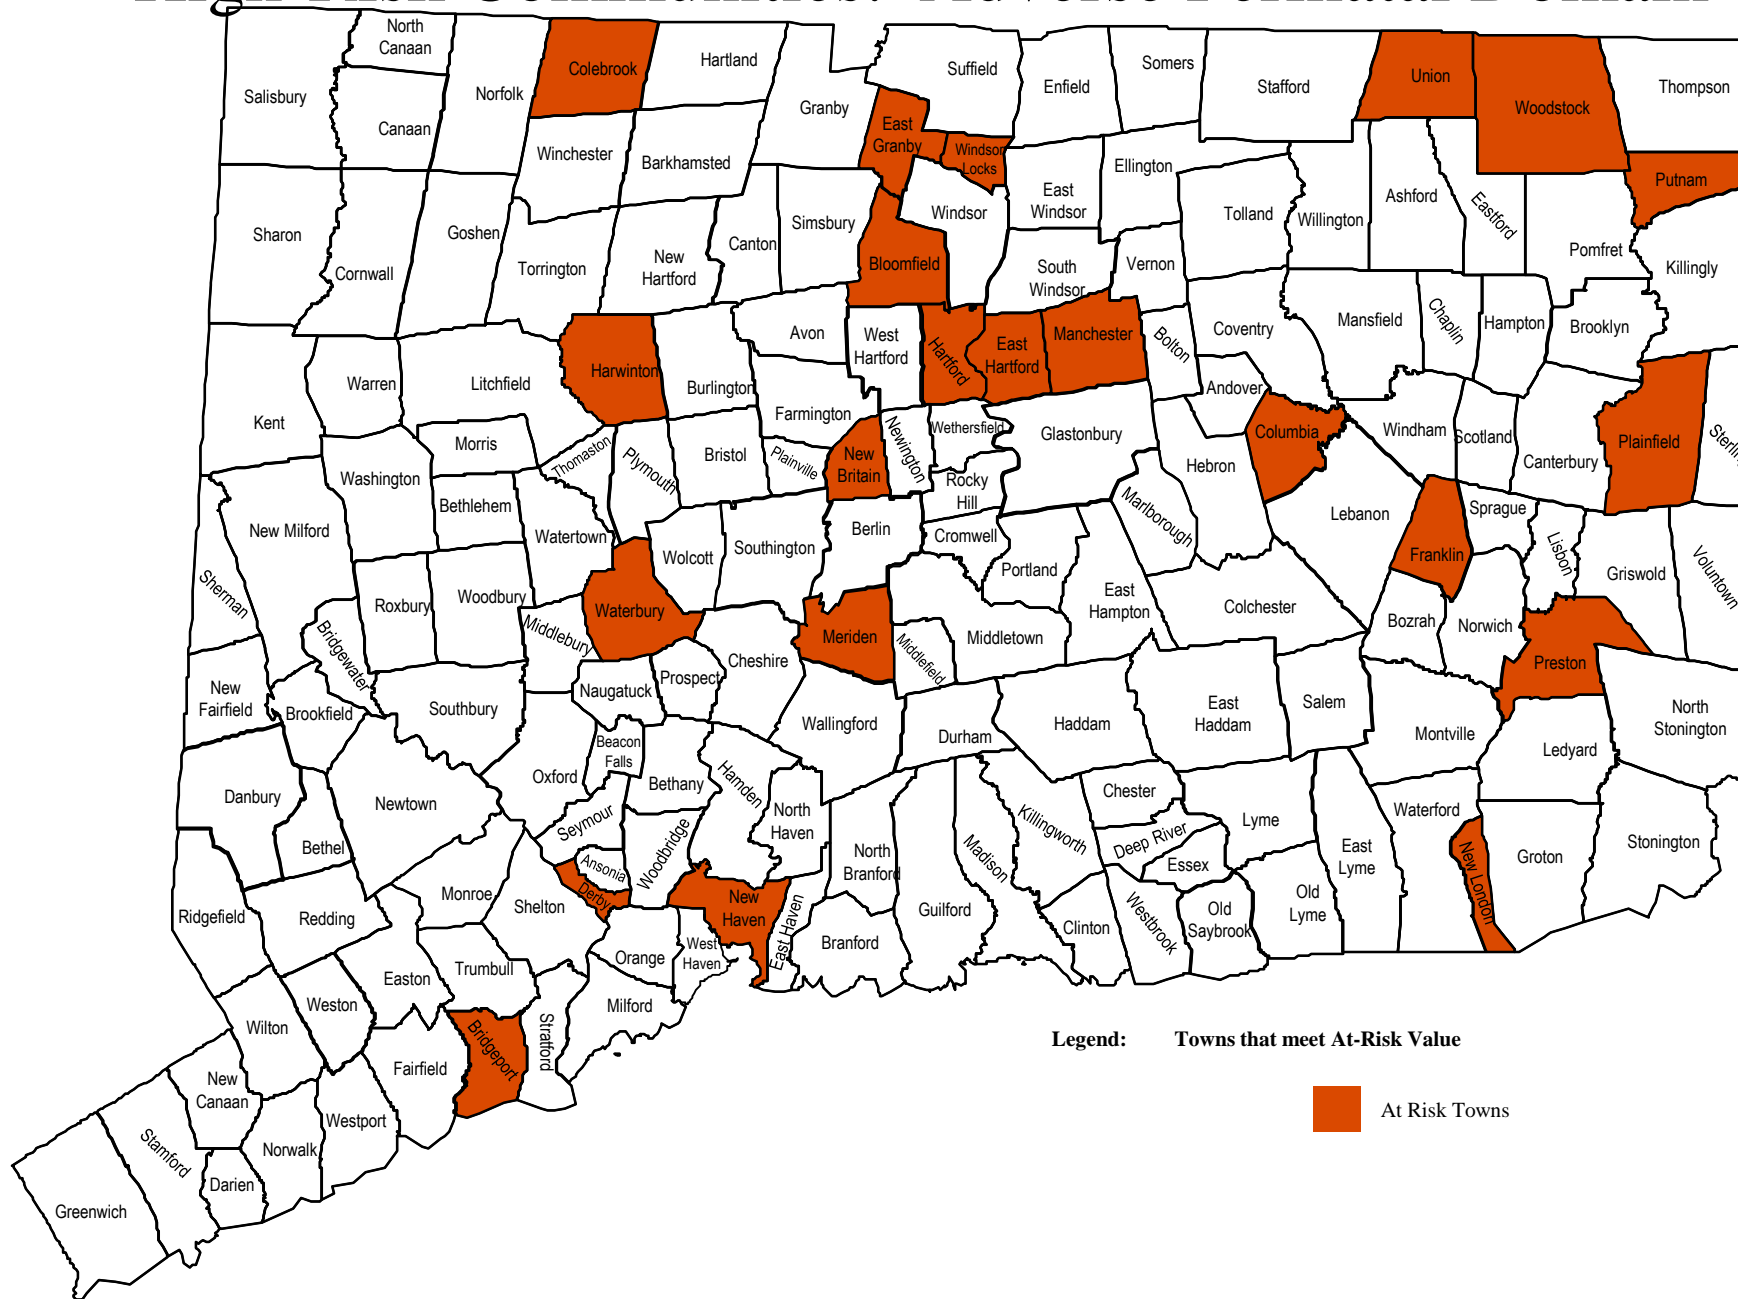 High Risk Communities: Adverse Perinatal Domain
North
Canaan
Colebrook
Hartland
Suffield
Enfield
Somers
Stafford
Union
Woodstock
Thompson
Salisbury
Canaan
Norfolk
Granby
East
Granby
Windsor
Locks
Winchester
Barkhamsted
Ellington
East
Windsor
Windsor
Tolland
Willington
Ashford
Eastford
Putnam
Sharon
Cornwall
Goshen
Torrington
New
Hartford
Canton
Simsbury
Bloomfield
South
Windsor
Vernon
Pomfret
Killingly
Avon
West
Hartford
Hartford
East
Hartford
Manchester
Bolton
Coventry
Mansfield
Chaplin
Hampton
Brooklyn
Kent
Warren
Litchfield
Harwinton
Burlington
Farmington
Andover
Morris
Thomaston
Plymouth
Bristol
Plainville
New
Britain
Newington
Wethersfield
Glastonbury
Hebron
Columbia
Windham
Scotland
Canterbury
Plainfield
Washington
Bethlehem
Watertown
Rocky
Hill
Marlborough
Lebanon
Sprague
New Milford
Sherman
Wolcott
Southington
Berlin
Cromwell
Portland
East
Hampton
Franklin
Lisbon
Griswold
Voluntown
Roxbury
Woodbury
Waterbury
Middlebury
Bridgewater
Cheshire
Meriden
Middlefield
Middletown
Colchester
Bozrah
Norwich
Preston
New
Fairfield
Brookfield
Southbury
Naugatuck
Prospect
Wallingford
Durham
Haddam
East
Haddam
Salem
Montville
Ledyard
North
Stonington
Danbury
Newtown
Oxford
Beacon
Falls
Bethany
Hamden
North
Haven
Chester
Lyme
Waterford
Bethel
Seymour
Woodbridge
Ansonia
Derby
North
Branford
Madison
Killingworth
Deep River
Essex
East
Lyme
New London
Groton
Stonington
Ridgefield
Redding
Monroe
Shelton
New
Haven
East Haven
Branford
Guilford
Clinton
Westbrook
Old
Saybrook
Old
Lyme
Easton
Trumbull
Orange
West
Haven
Milford
Weston
Wilton
Fairfield
Bridgeport
Stratford
Legend: Towns that meet At-Risk Value
At Risk Towns
New
Canaan
Westport
Norwalk
Stamford
Darien
Greenwich